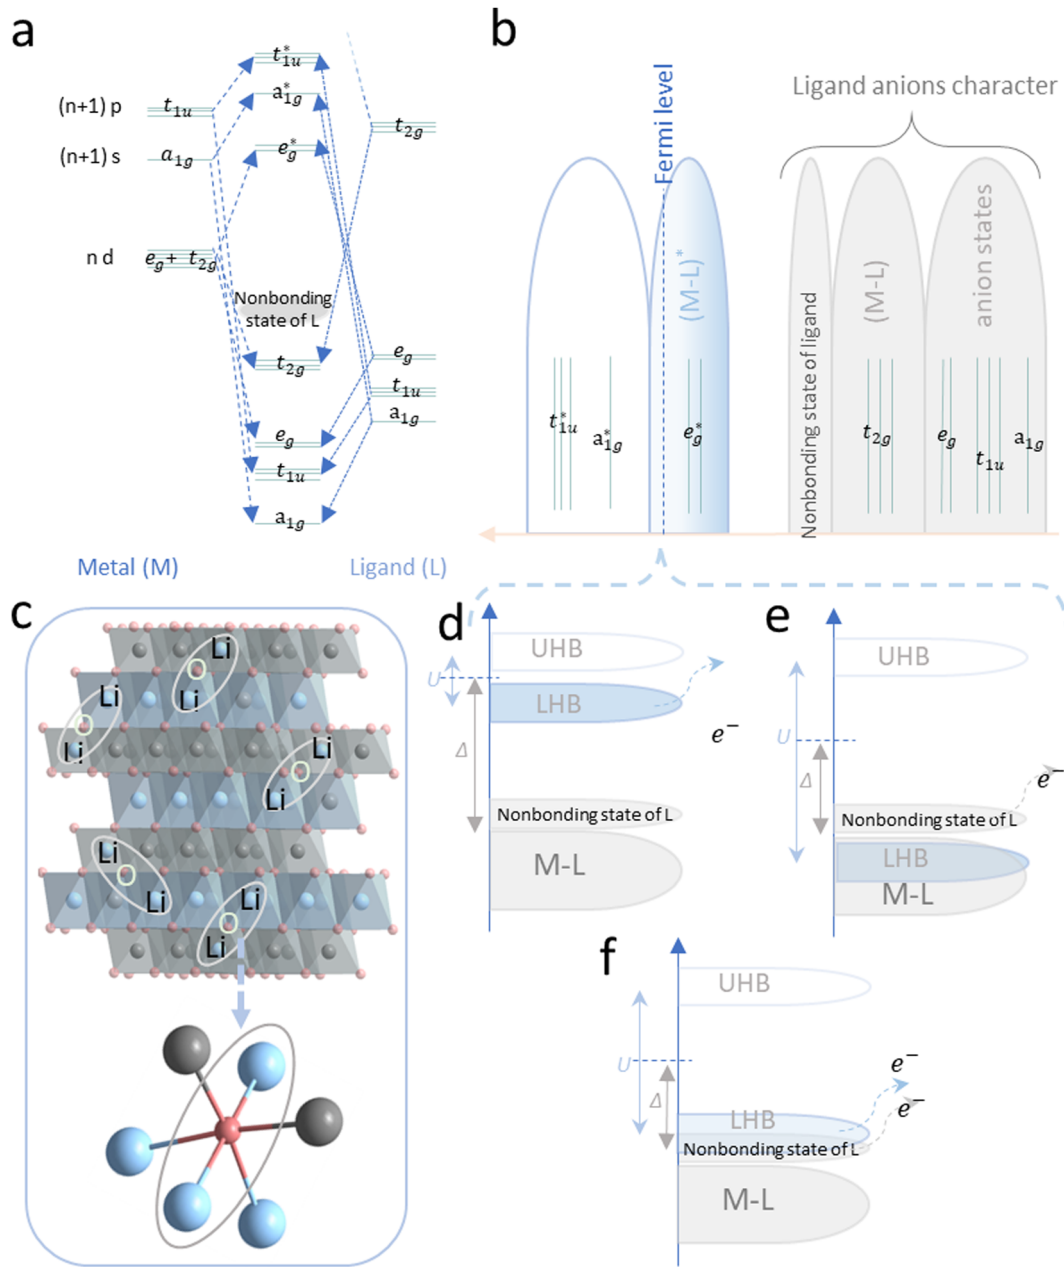 a
t*1u
(n+1) p
t1u
a*1g
t2g
(n+1) s
a1g
e*g
n d
eg+ t2g
Nonbonding
state of L
t2g
eg
t1u
a1g
eg
t1u
a1g
Metal (M)
Ligand (L)
b
Fermi level
Ligand anions character
(M-L)*
Nonbonding state of ligand
(M-L)
anion states
t*1u
a*1g
e*g
t2g
eg
t1u
a1g
c
Li
O
Li
Li
O
Li
Li
O
Li
Li
O
Li
Li
O
Li
d
UHB
U
LHB
e−
Δ
Nonbonding state of L
M-L
e
UHB
U
Δ
e−
Nonbonding state of L
LHB
M-L
f
UHB
U
e−
Δ
e−
LHB
Nonbonding state of L
M-L